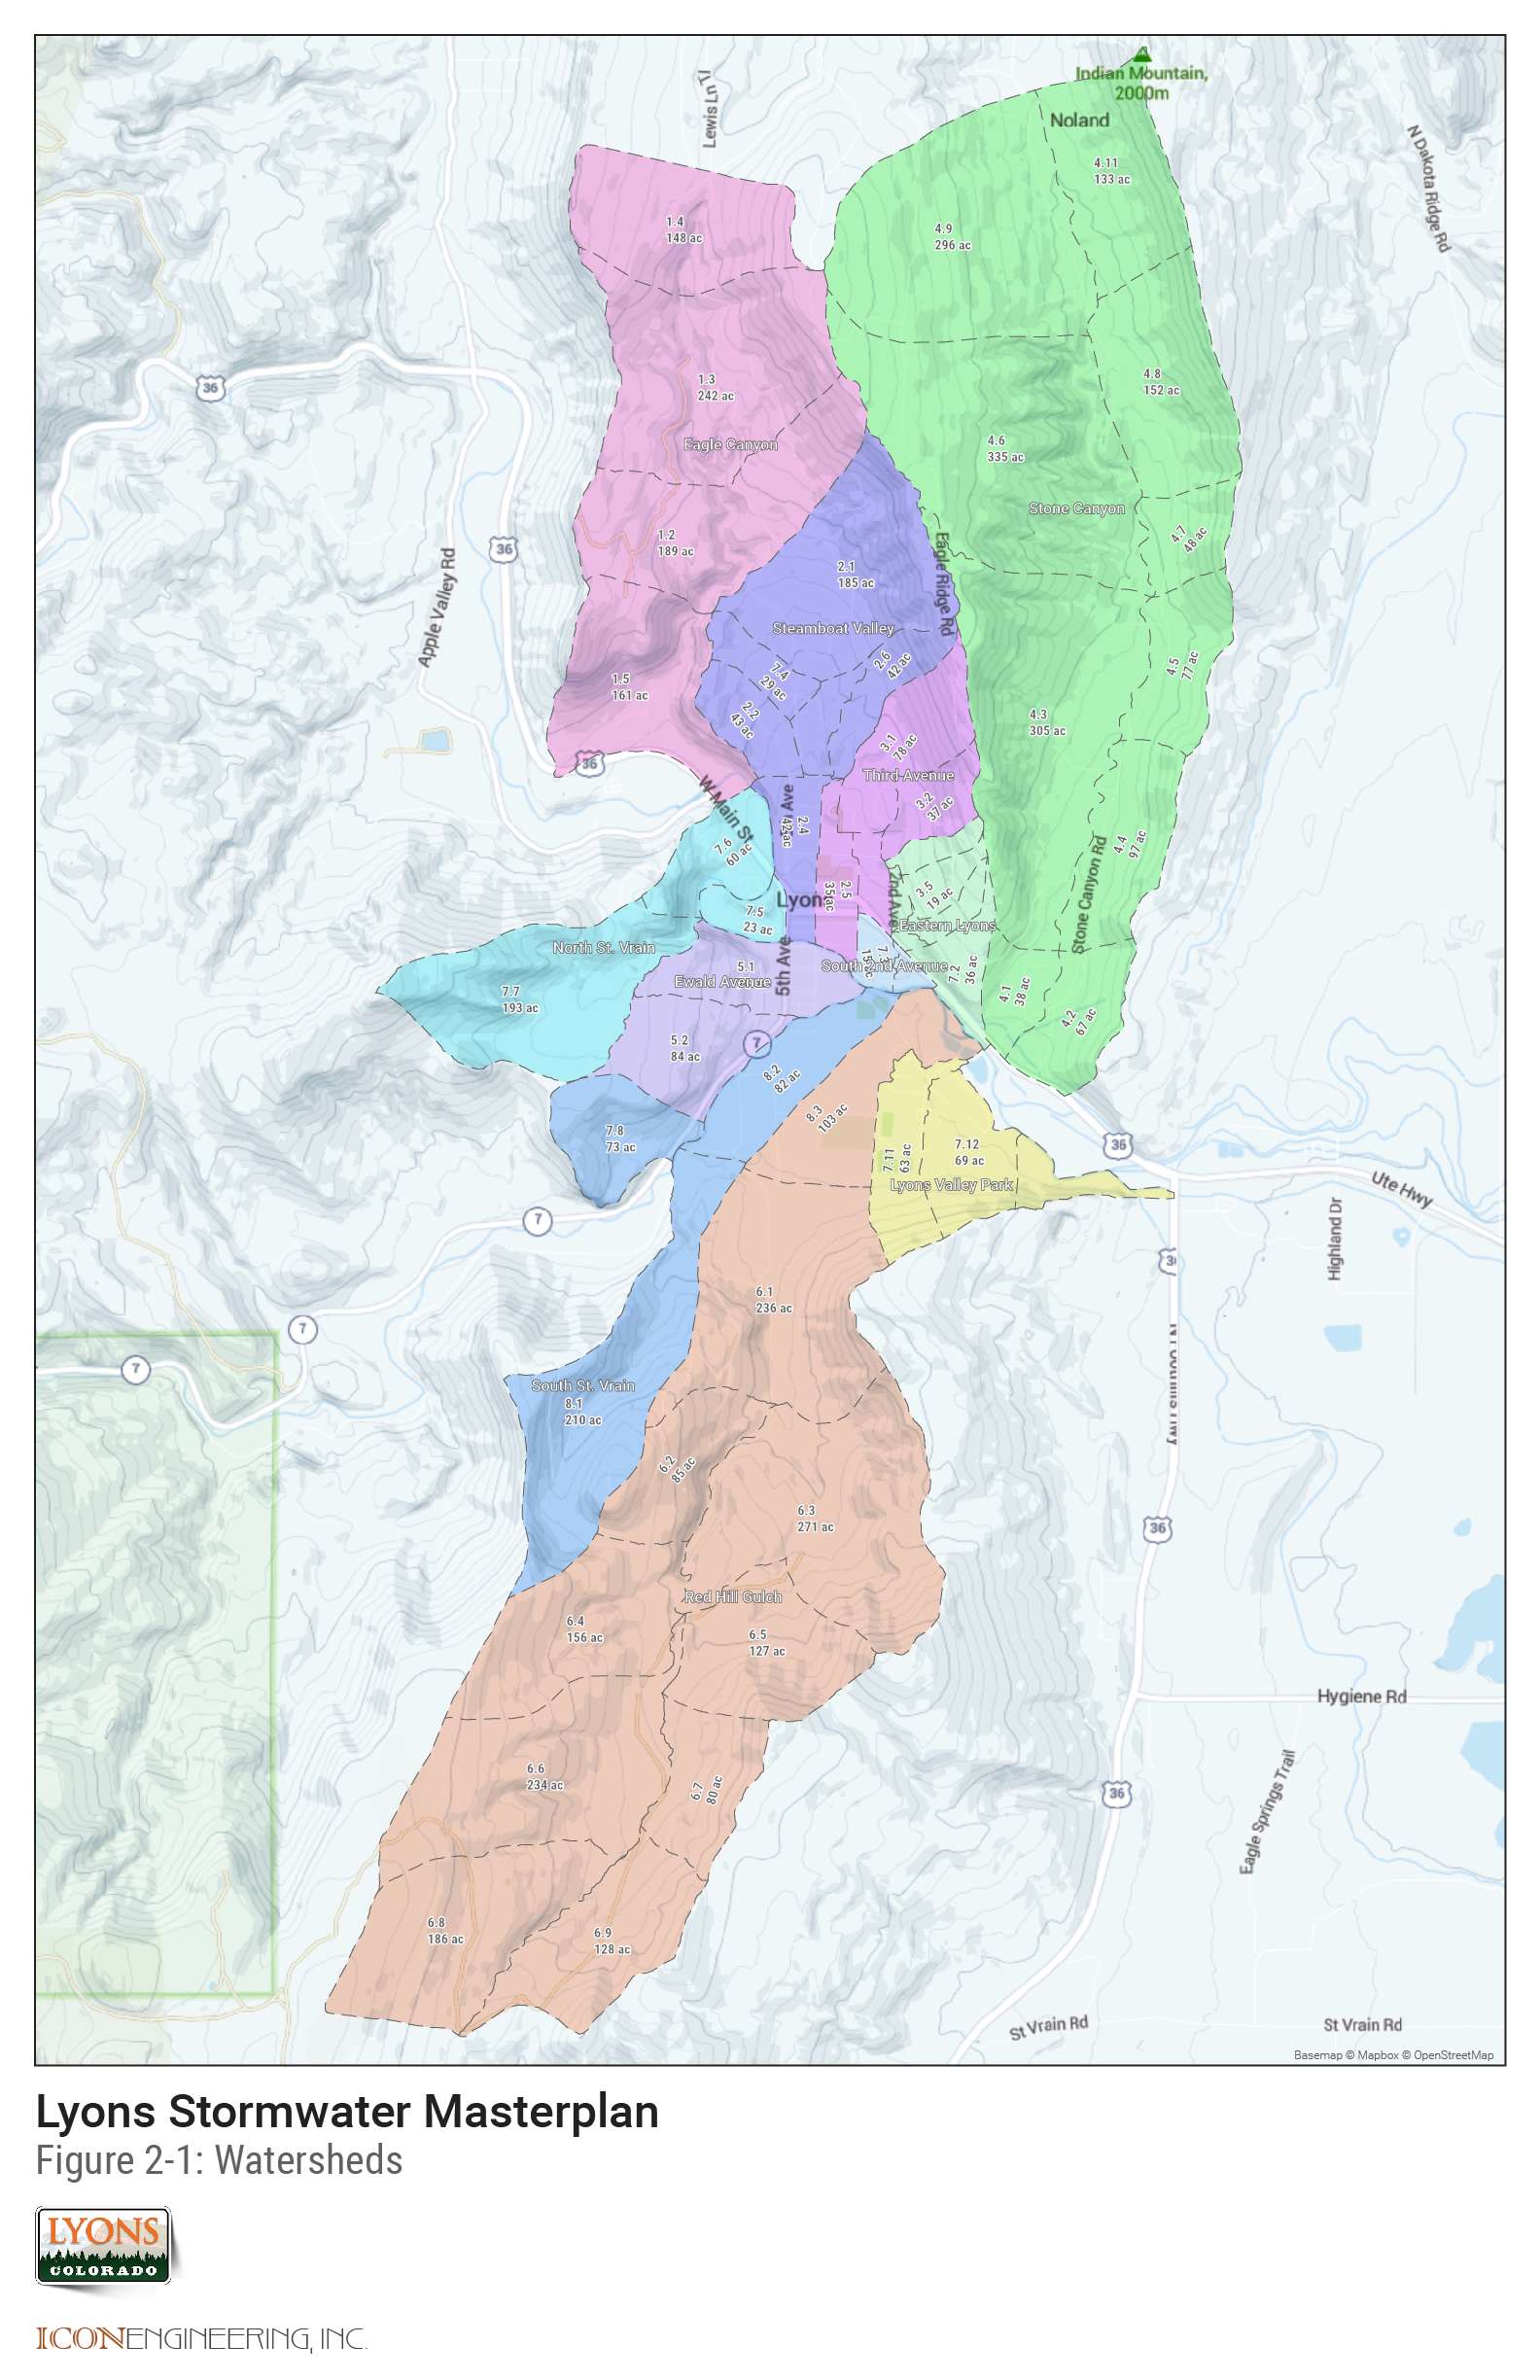 Indian Mountain,
2000m
Noland
Lewis Ln
N Dakota Ridge Rd
4.11
133 ac
1.4
148 ac
4.9
296 ac
36
1.3
242 ac
4.8
152 ac
Eagle Canyon
4.6
335 ac
Stone Canyon
1.2
189 ac
36
4.7
48 ac
Eagle Ridge Rd
Apple Valley Rd
2.1
185 ac
Steamboat Valley
2.6
42 ac
7.4
29 ac
4.5
77 ac
1.5
161 ac
2.2
43 ac
4.3
305 ac
3.1
78 ac
36
Third Avenue
W Main St
3.2
37 ac
2.4
42 ac
4.4
97 ac
7.6
60 ac
Stone Canyon Rd
2.5
35 ac
2nd Ave
3.5
19 ac
Lyons
7.5
23 ac
Eastern Lyons
North St. Vrain
5th Ave
5.1
Ewald Avenue
South 2nd Avenue
7.2
36 ac
7.7
193 ac
4.1
38 ac
4.2
67 ac
5.2
84 ac
7
8.2
82 ac
8.3
103 ac
7.8
73 ac
7.11
63 ac
7.12
69 ac
36
Lyons Valley Park
Ute Hwy
7
Highland Dr
6.1
236 ac
7
7
South St. Vrain
8.1
210 ac
6.2
85 ac
6.3
271 ac
36
Red Hill Gulch
6.4
156 ac
6.5
127 ac
Hygiene Rd
6.6
234 ac
6.7
80 ac
36
Eagle Springs Trail
6.8
186 ac
6.9
128 ac
St Vrain Rd
St Vrain Rd
Basemap © Mapbox © OpenStreetMap
Lyons Stormwater Masterplan
Figure 2-1: Watersheds
LYONS
COLORADO
ICONENGINEERING, INC.